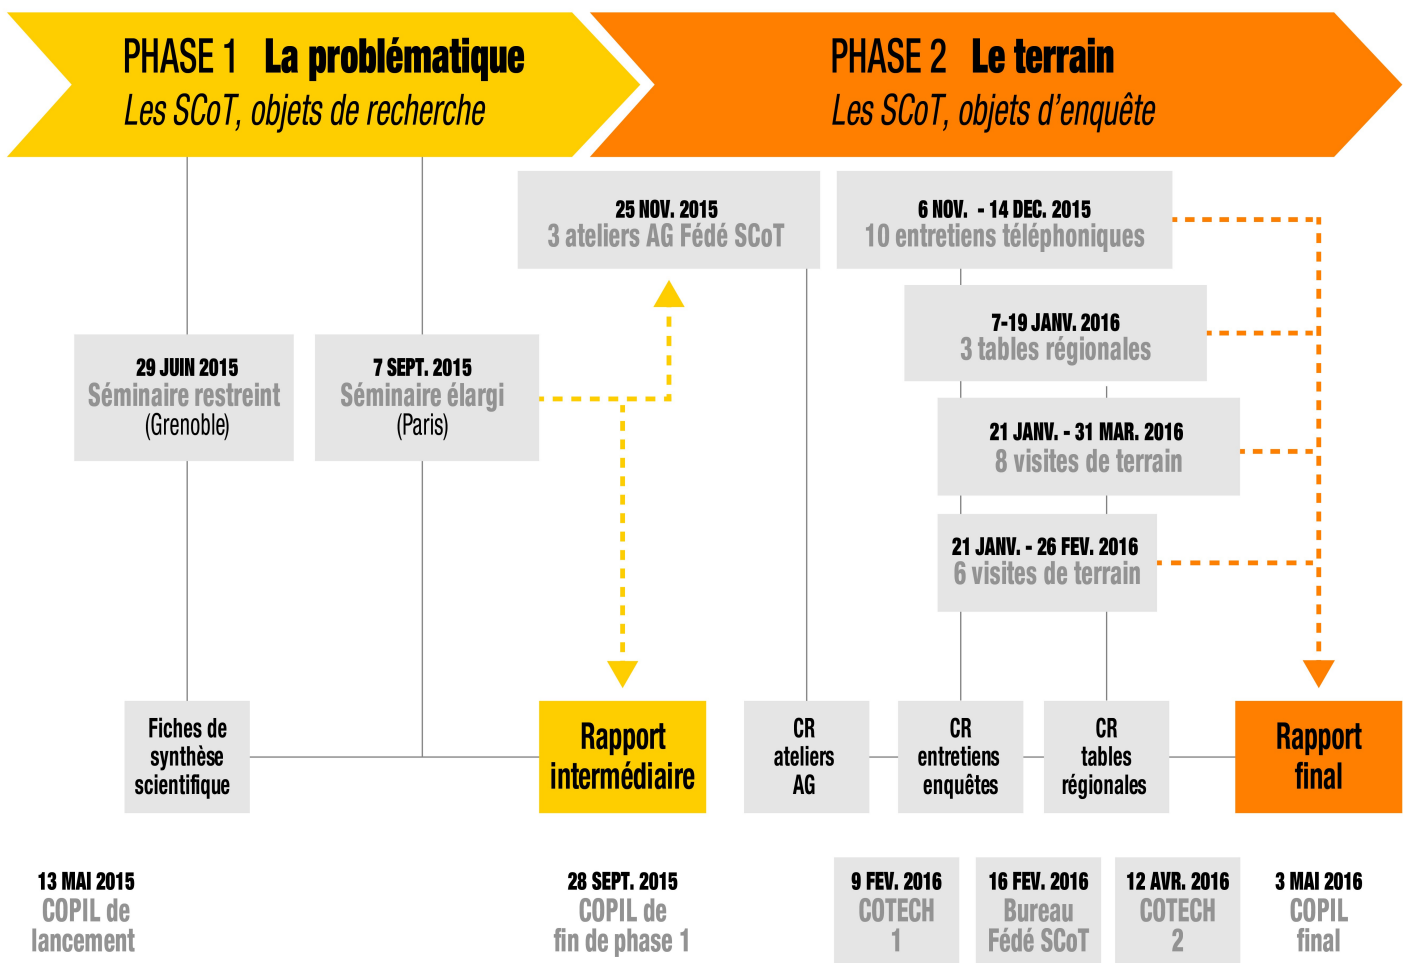 PHASE 1 La problématique
Les SCoT, objets de recherche
PHASE 2 Le terrain
Les SCoT, objets d'enquête
25 NOV. 2015
3 ateliers AG Fédé SCoT
6 NOV. - 14 DEC. 2015
10 entretiens téléphoniques
7-19 JANV. 2016
3 tables régionales
29 JUIN 2015
Séminaire restreint
(Grenoble)
7 SEPT. 2015
Séminaire élargi
(Paris)
21 JANV. - 31 MAR. 2016
8 visites de terrain
21 JANV. - 26 FEV. 2016
6 visites de terrain
Fiches de
synthèse
scientifique
Rapport
intermédiaire
CR
ateliers
AG
CR
entretiens
enquêtes
CR
tables
régionales
Rapport
final
13 MAI 2015
COPIL de
lancement
28 SEPT. 2015
COPIL de
fin de phase 1
9 FEV. 2016
COTECH
1
16 FEV. 2016
Bureau
Fédé SCoT
12 AVR. 2016
COTECH
2
3 MAI 2016
COPIL
final